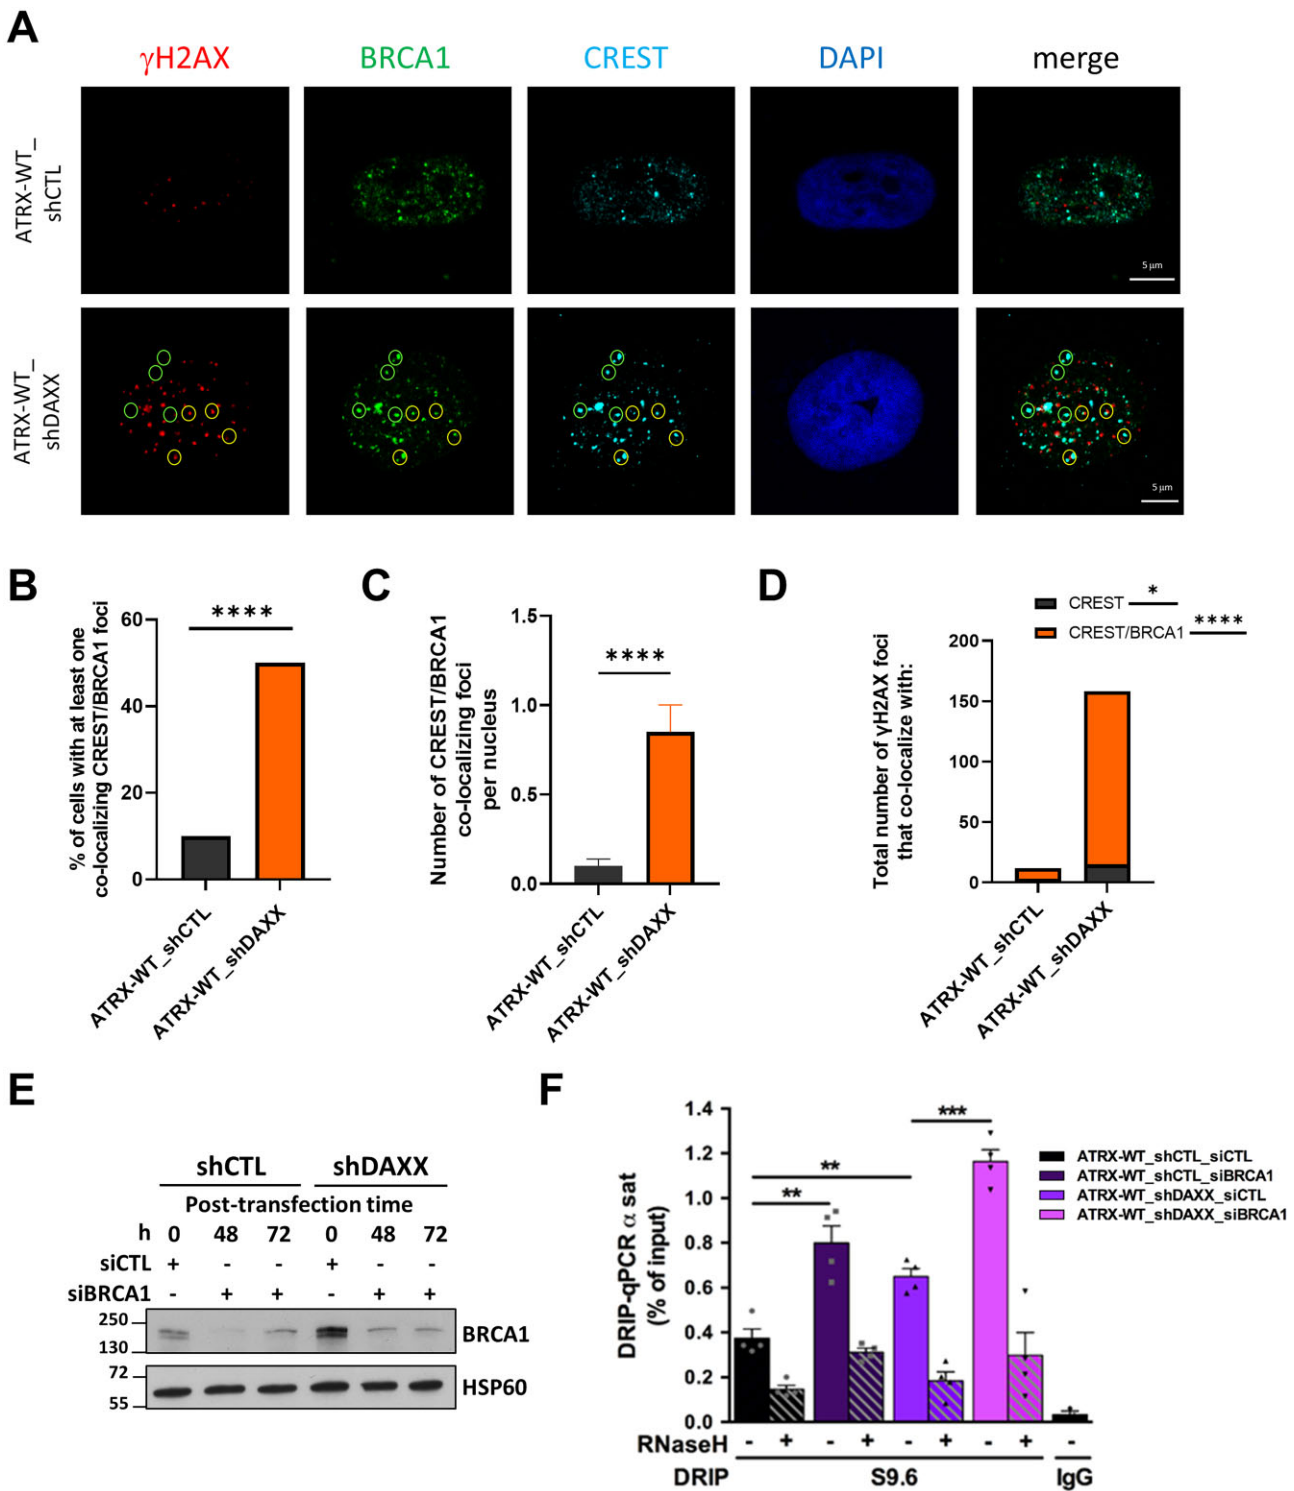 A
γH2AX BRCA1 CREST DAPI merge
ATRX-WT_
shCTL
5 μm
ATRX-WT_
shDAXX
5 μm
B
% of cells with at least one
co-localizing CREST/BRCA1 foci
60
40
20
0
****
ATRX-WT_shCTL
ATRX-WT_shDAXX
C
Number of CREST/BRCA1
co-localizing foci
per nucleus
1.5
1.0
0.5
0.0
****
ATRX-WT_shCTL
ATRX-WT_shDAXX
D
CREST *
CREST/BRCA1 ****
Total number of γH2AX foci
that co-localize with:
200
150
100
50
0
ATRX-WT_shCTL
ATRX-WT_shDAXX
E
shCTL shDAXX
Post-transfection time
h 0 48 72 0 48 72
siCTL + - - + - -
siBRCA1 - + + - + +
250
130
BRCA1
72
55
HSP60
F
DRIP-qPCR α sat
(% of input)
1.4
1.2
1.0
0.8
0.6
0.4
0.2
0.0
**
**
***
ATRX-WT_shCTL_siCTL
ATRX-WT_shCTL_siBRCA1
ATRX-WT_shDAXX_siCTL
ATRX-WT_shDAXX_siBRCA1
RNaseH - + - + - + - + -
DRIP S9.6 IgG